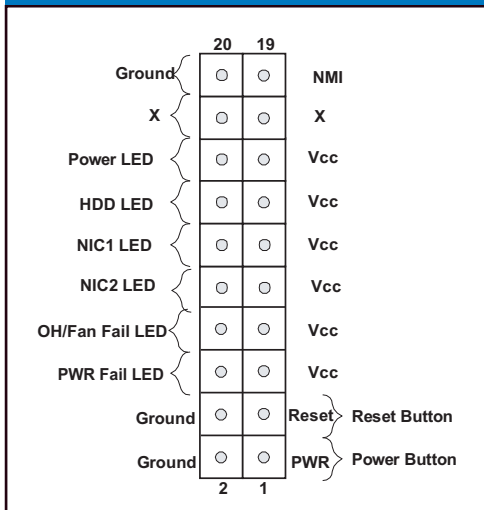 20 19
Ground NMI
X X
Power LED Vcc
HDD LED Vcc
NIC1 LED Vcc
NIC2 LED Vcc
OH/Fan Fail LED Vcc
PWR Fail LED Vcc
Ground Reset Reset Button
Ground PWR Power Button
2 1